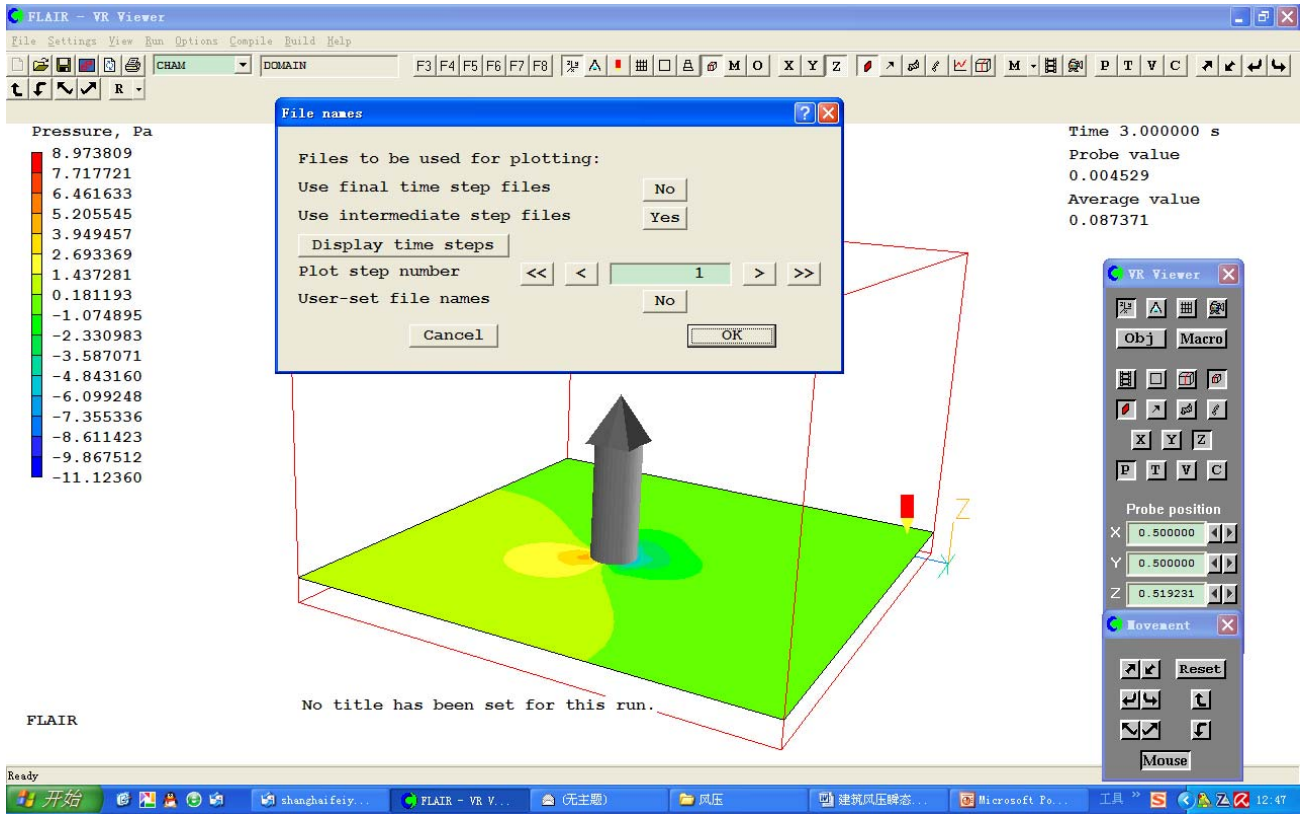 FLAIR - VR Viewer
File Settings View Run Options Compile Build Help
CHAM DOMAIN F3 F4 F5 F6 F7 F8 M O X Y Z M P T V C
R
File names
Files to be used for plotting:
Use final time step files No
Use intermediate step files Yes
Display time steps
Plot step number << < 1 > >>
User-set file names No
Cancel OK
Pressure, Pa
8.973809
7.717721
6.461633
5.205545
3.949457
2.693369
1.437281
0.181193
-1.074895
-2.330983
-3.587071
-4.843160
-6.099248
-7.355336
-8.611423
-9.867512
-11.12360
Time 3.000000 s
Probe value
0.004529
Average value
0.087371
Z
VR Viewer
Obj Macro
X Y Z
P T V C
Probe position
X 0.500000
Y 0.500000
Z 0.519231
Movement
Reset
Mouse
No title has been set for this run.
FLAIR
Ready
开始 shanghaifeiy... FLAIR - VR V... (无主题) 风压 建筑风压瞬态... Microsoft Po... 工具 » 12:47